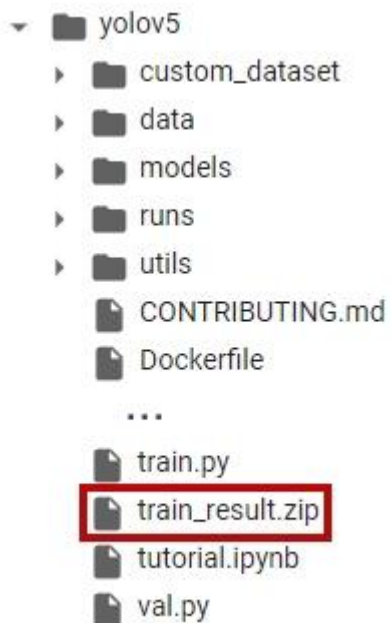 yolov5
custom_dataset
data
models
runs
utils
CONTRIBUTING.md
Dockerfile
...
train.py
train_result.zip
tutorial.ipynb
val.py